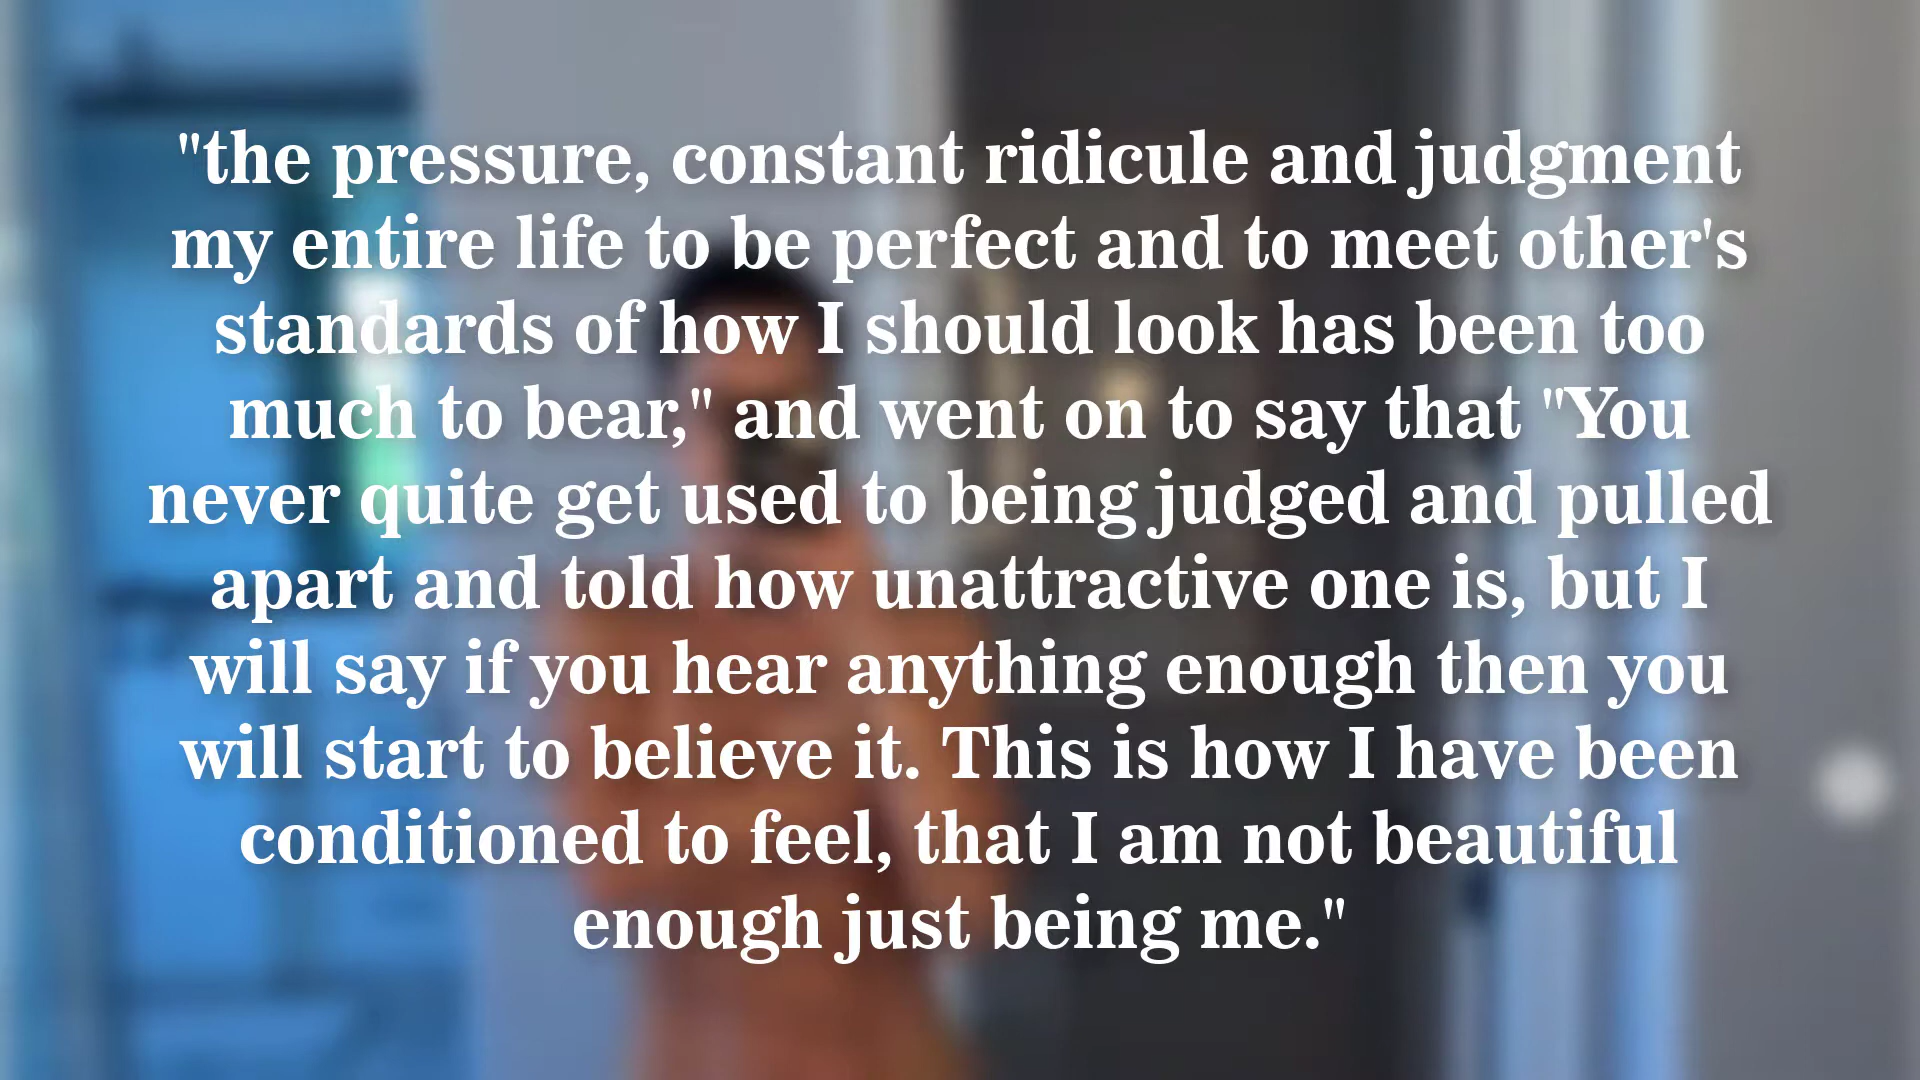 "the pressure, constant ridicule and judgment
my entire life to be perfect and to meet other's
standards of how I should look has been too
much to bear," and went on to say that "You
never quite get used to being judged and pulled
apart and told how unattractive one is, but I
will say if you hear anything enough then you
will start to believe it. This is how I have been
conditioned to feel, that I am not beautiful
enough just being me."